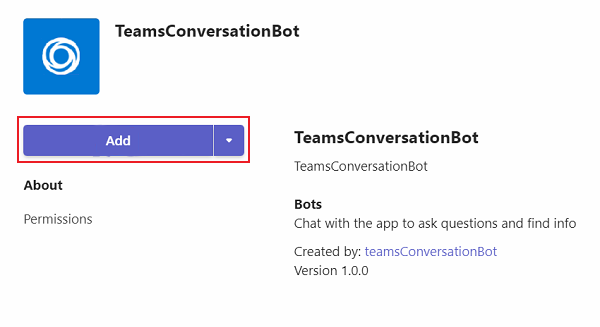 TeamsConversationBot
Add
About
Permissions
TeamsConversationBot
TeamsConversationBot
Bots
Chat with the app to ask questions and find info
Created by: teamsConversationBot
Version 1.0.0